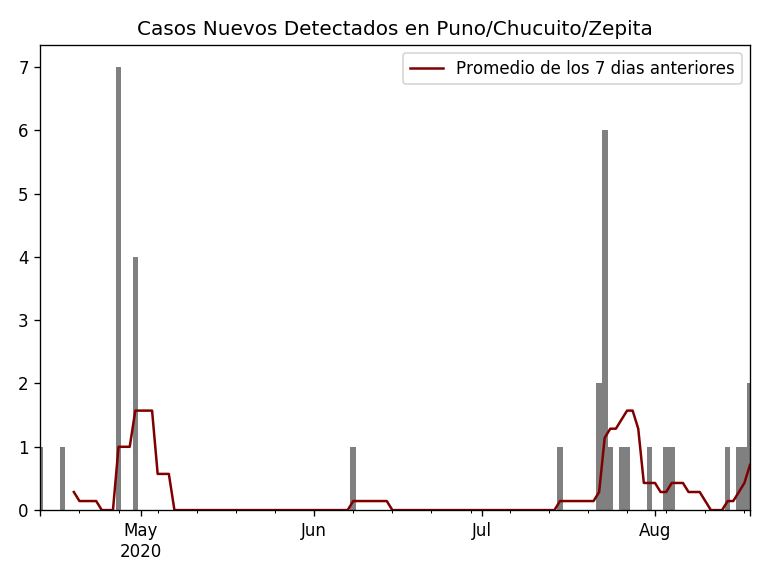 Casos Nuevos Detectados en Puno/Chucuito/Zepita
Promedio de los 7 dias anteriores
7
6
5
4
3
2
1
0
May
2020
Jun
Jul
Aug